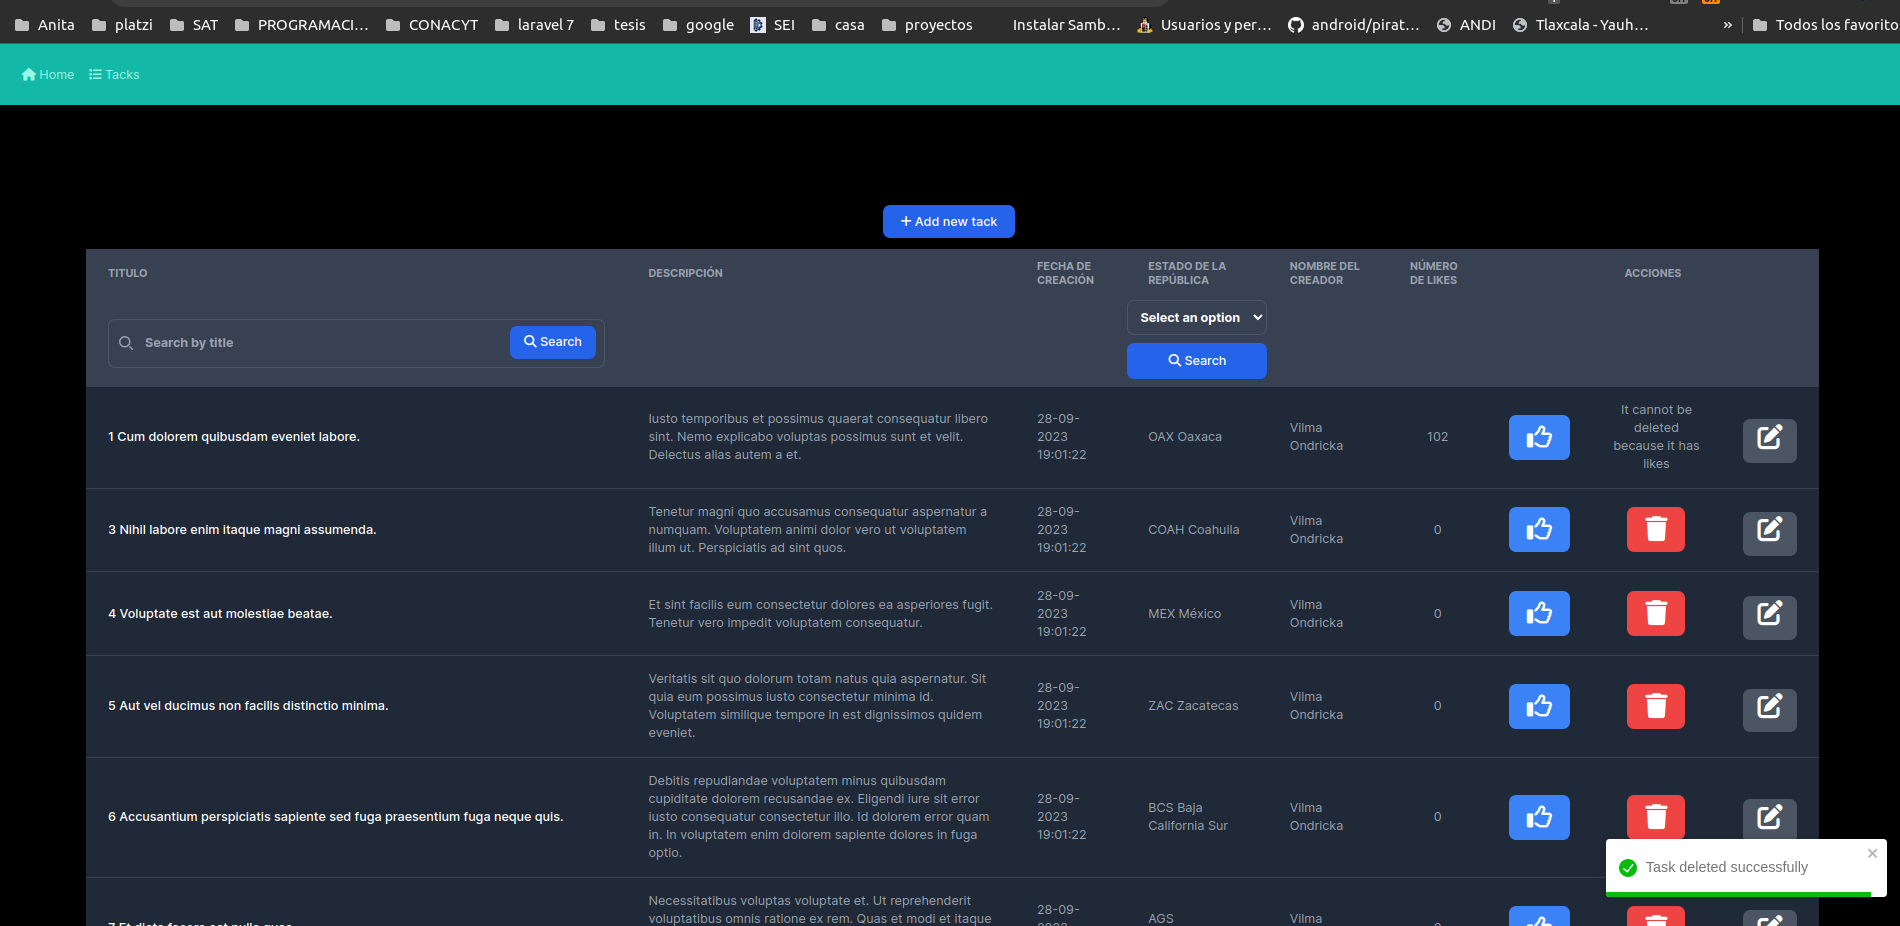 Anita platzi SAT PROGRAMACI... CONACYT laravel 7 tesis google SEI casa proyectos Instalar Samb... Usuarios y per... android/pirat... ANDI Tlaxcala - Yauh... » Todos los favorito
Home Tacks
+ Add new tack
TITULO DESCRIPCIÓN FECHA DE CREACIÓN ESTADO DE LA REPÚBLICA NOMBRE DEL CREADOR NÚMERO DE LIKES ACCIONES
Select an option
Search by title Search
Search
1 Cum dolorem quibusdam eveniet labore.
Iusto temporibus et possimus quaerat consequatur libero
sint. Nemo explicabo voluptas possimus sunt et velit.
Delectus alias autem a et.
28-09-
2023
19:01:22
OAX Oaxaca
Vilma
Ondricka
102
It cannot be
deleted
because it has
likes
3 Nihil labore enim itaque magni assumenda.
Tenetur magni quo accusamus consequatur aspernatur a
numquam. Voluptatem animi dolor vero ut voluptatem
illum ut. Perspiciatis ad sint quos.
28-09-
2023
19:01:22
COAH Coahuila
Vilma
Ondricka
0
4 Voluptate est aut molestiae beatae.
Et sint facilis eum consectetur dolores ea asperiores fugit.
Tenetur vero impedit voluptatem consequatur.
28-09-
2023
19:01:22
MEX México
Vilma
Ondricka
0
5 Aut vel ducimus non facilis distinctio minima.
Veritatis sit quo dolorum totam natus quia aspernatur. Sit
quia eum possimus iusto consectetur minima id.
Voluptatem similique tempore in est dignissimos quidem
eveniet.
28-09-
2023
19:01:22
ZAC Zacatecas
Vilma
Ondricka
0
6 Accusantium perspiciatis sapiente sed fuga praesentium fuga neque quis.
Debitis repudiandae voluptatem minus quibusdam
cupiditate dolorem recusandae ex. Eligendi iure sit error
iusto consequatur consectetur illo. Id dolorem error quam
in. In voluptatem enim dolorem sapiente dolores in fuga
optio.
28-09-
2023
19:01:22
BCS Baja
California Sur
Vilma
Ondricka
0
Task deleted successfully
Necessitatibus voluptas voluptate et. Ut reprehenderit
voluptatibus omnis ratione ex rem. Quas et modi et itaque
28-09-
AGS
Vilma